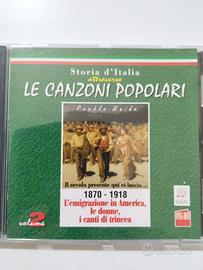 Storia d'Italia
attraverso
LE CANZONI POPOLARI
Il secolo presente qui ci lascia...
1870 - 1918
L'emigrazione in America,
le donne,
i canti di trincea
volume 2
subito